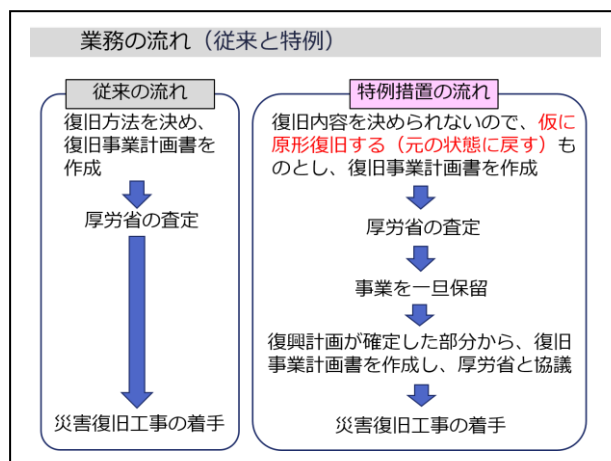 業務の流れ（従来と特例）
従来の流れ
復旧方法を決め、
復旧事業計画書を
作成
厚労省の査定
災害復旧工事の着手
特例措置の流れ
復旧内容を決められないので、仮に
原形復旧する（元の状態に戻す）も
のとし、復旧事業計画書を作成
厚労省の査定
事業を一旦保留
復興計画が確定した部分から、復旧
事業計画書を作成し、厚労省と協議
災害復旧工事の着手